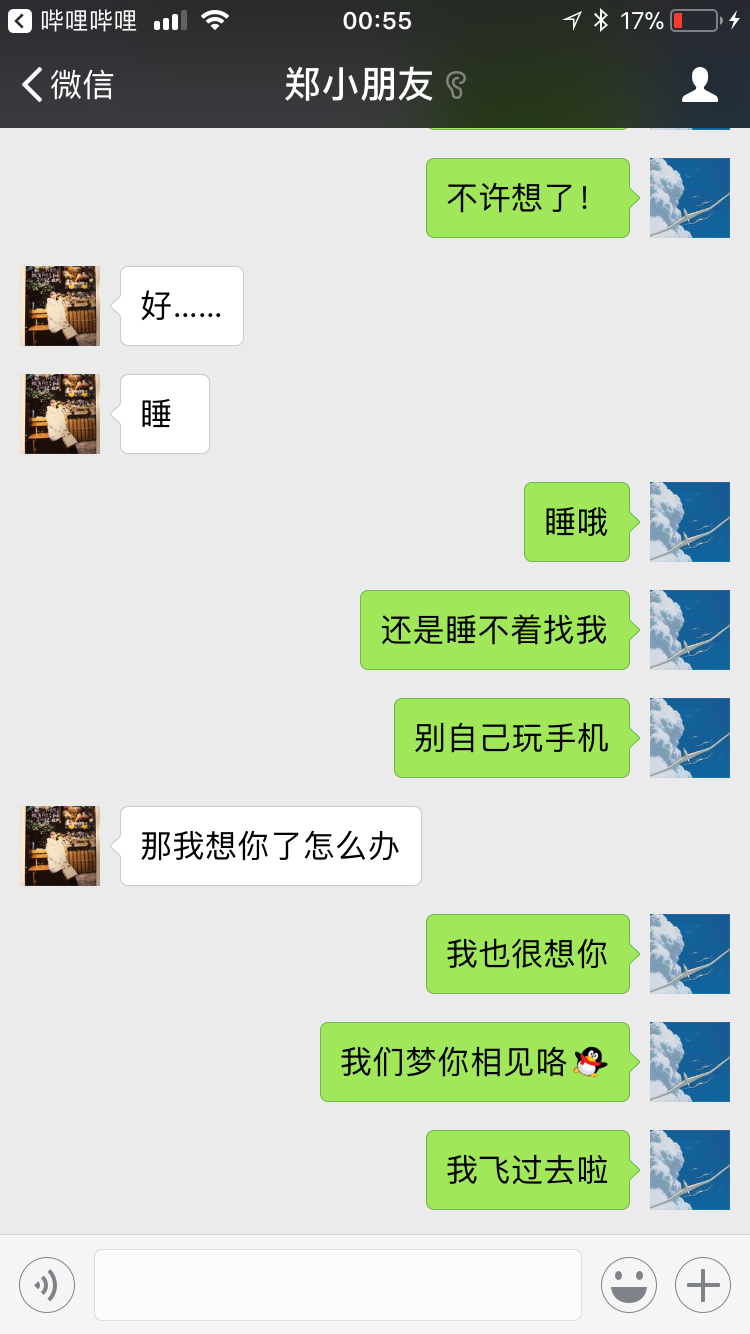 哔哩哔哩 00:55 17%
微信 郑小朋友
不许想了！
好……
睡
睡哦
还是睡不着找我
别自己玩手机
那我想你了怎么办
我也很想你
我们梦你相见咯🐧
我飞过去啦